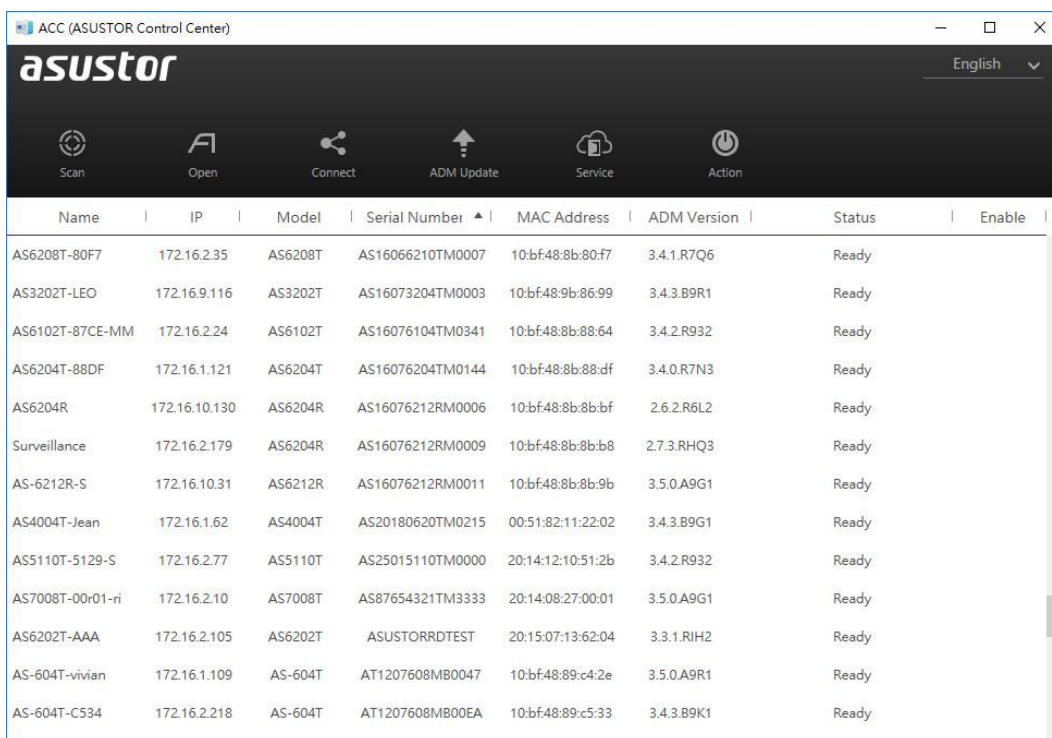 ACC (ASUSTOR Control Center)
asustor
English
Scan Open Connect ADM Update Service Action
Name IP Model Serial Number MAC Address ADM Version Status Enable
AS6208T-80F7 172.16.2.35 AS6208T AS16066210TM0007 10:bf:48:8b:80:f7 3.4.1.R7Q6 Ready
AS3202T-LEO 172.16.9.116 AS3202T AS16073204TM0003 10:bf:48:9b:86:99 3.4.3.B9R1 Ready
AS6102T-87CE-MM 172.16.2.24 AS6102T AS16076104TM0341 10:bf:48:8b:88:64 3.4.2.R932 Ready
AS6204T-88DF 172.16.1.121 AS6204T AS16076204TM0144 10:bf:48:8b:88:df 3.4.0.R7N3 Ready
AS6204R 172.16.10.130 AS6204R AS16076212RM0006 10:bf:48:8b:8b:bf 2.6.2.R6L2 Ready
Surveillance 172.16.2.179 AS6204R AS16076212RM0009 10:bf:48:8b:8b:b8 2.7.3.RHQ3 Ready
AS-6212R-S 172.16.10.31 AS6212R AS16076212RM0011 10:bf:48:8b:8b:9b 3.5.0.A9G1 Ready
AS4004T-Jean 172.16.1.62 AS4004T AS20180620TM0215 00:51:82:11:22:02 3.4.3.B9G1 Ready
AS5110T-5129-S 172.16.2.77 AS5110T AS25015110TM0000 20:14:12:10:51:2b 3.4.2.R932 Ready
AS7008T-00r01-ri 172.16.2.10 AS7008T AS87654321TM3333 20:14:08:27:00:01 3.5.0.A9G1 Ready
AS6202T-AAA 172.16.2.105 AS6202T ASUSTORRDTEST 20:15:07:13:62:04 3.3.1.RIH2 Ready
AS-604T-vivian 172.16.1.109 AS-604T AT1207608MB0047 10:bf:48:89:c4:2e 3.5.0.A9R1 Ready
AS-604T-C534 172.16.2.218 AS-604T AT1207608MB00EA 10:bf:48:89:c5:33 3.4.3.B9K1 Ready